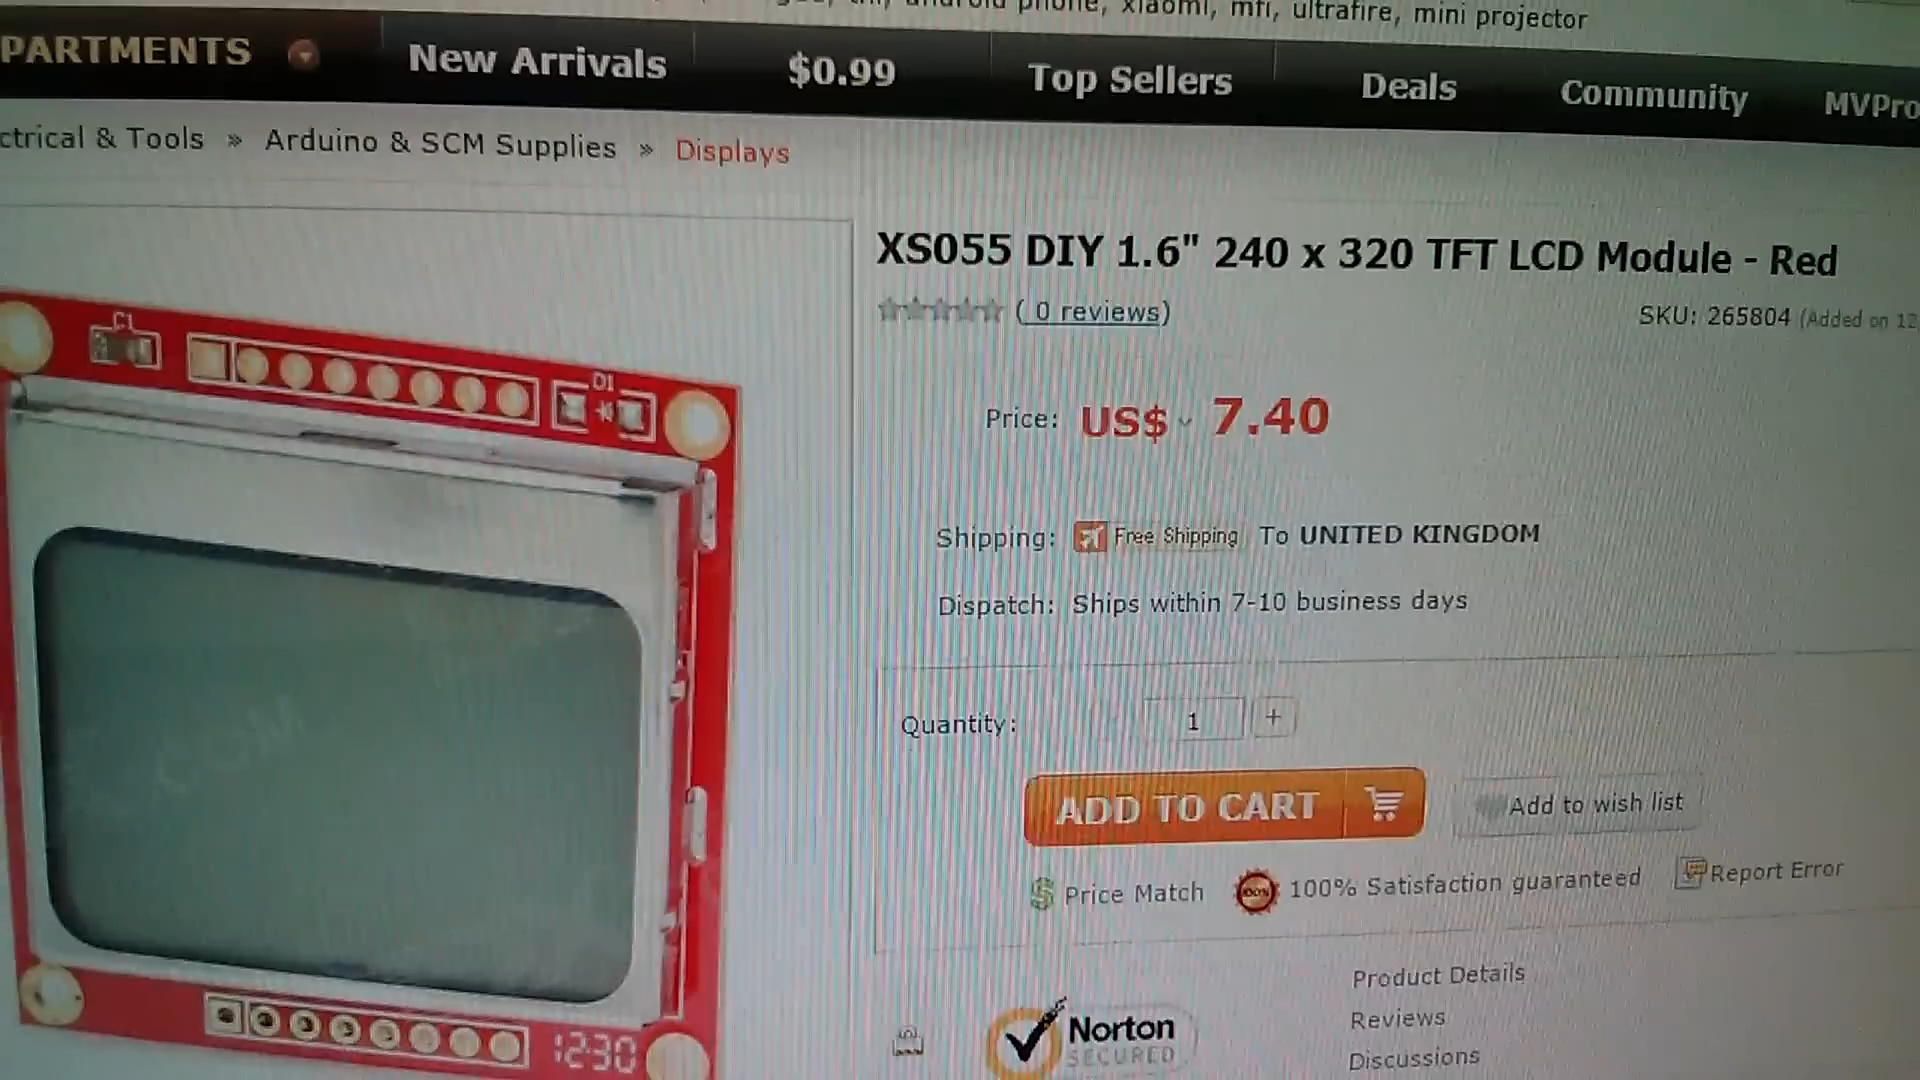 android phone, xiaomi, mfi, ultrafire, mini projector
PARTMENTS New Arrivals $0.99 Top Sellers Deals Community MVPro
ctrical & Tools » Arduino & SCM Supplies » Displays
XS055 DIY 1.6" 240 x 320 TFT LCD Module - Red
( 0 reviews)
SKU: 265804 (Added on 12
Price: US$ 7.40
Shipping: Free Shipping To UNITED KINGDOM
Dispatch: Ships within 7-10 business days
Quantity: 1 +
ADD TO CART
Add to wish list
Price Match
100% Satisfaction guaranteed
Report Error
Norton
SECURED
Product Details
Reviews
Discussions
C1
D1
1230